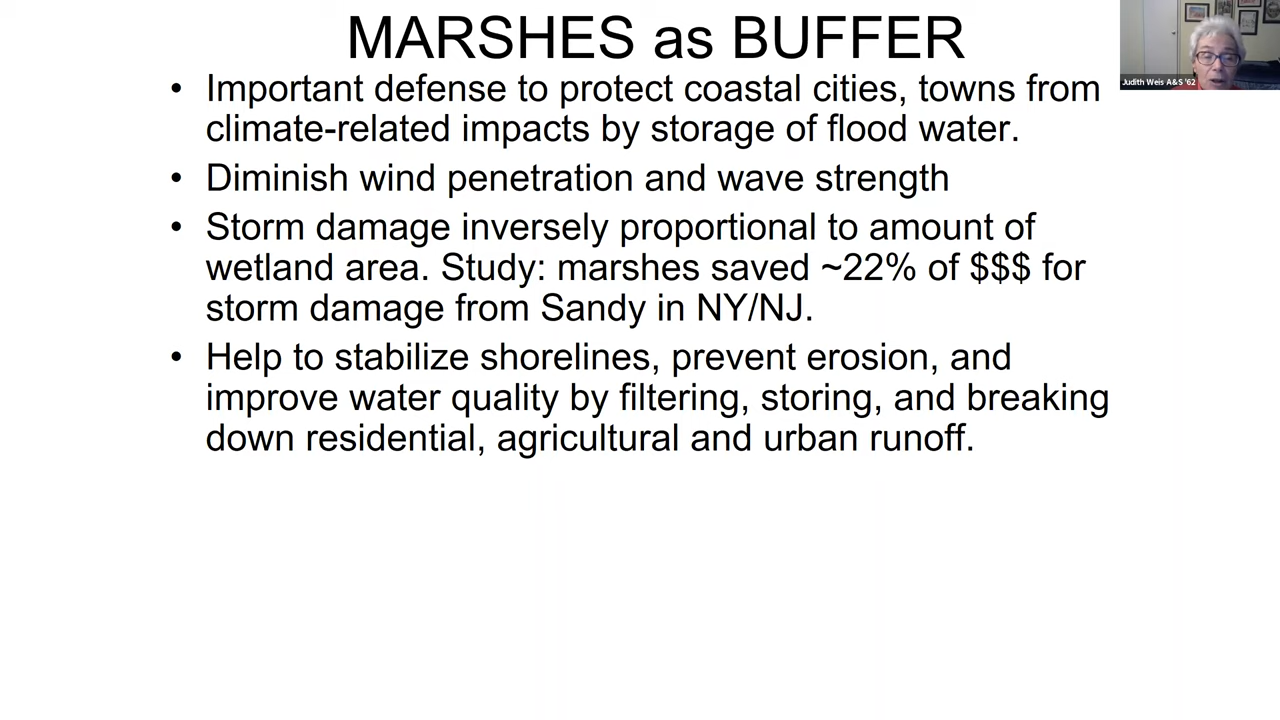 MARSHES as BUFFER
Judith Weis A&S '62
• Important defense to protect coastal cities, towns from
climate-related impacts by storage of flood water.
• Diminish wind penetration and wave strength
• Storm damage inversely proportional to amount of
wetland area. Study: marshes saved ~22% of $$$ for
storm damage from Sandy in NY/NJ.
• Help to stabilize shorelines, prevent erosion, and
improve water quality by filtering, storing, and breaking
down residential, agricultural and urban runoff.